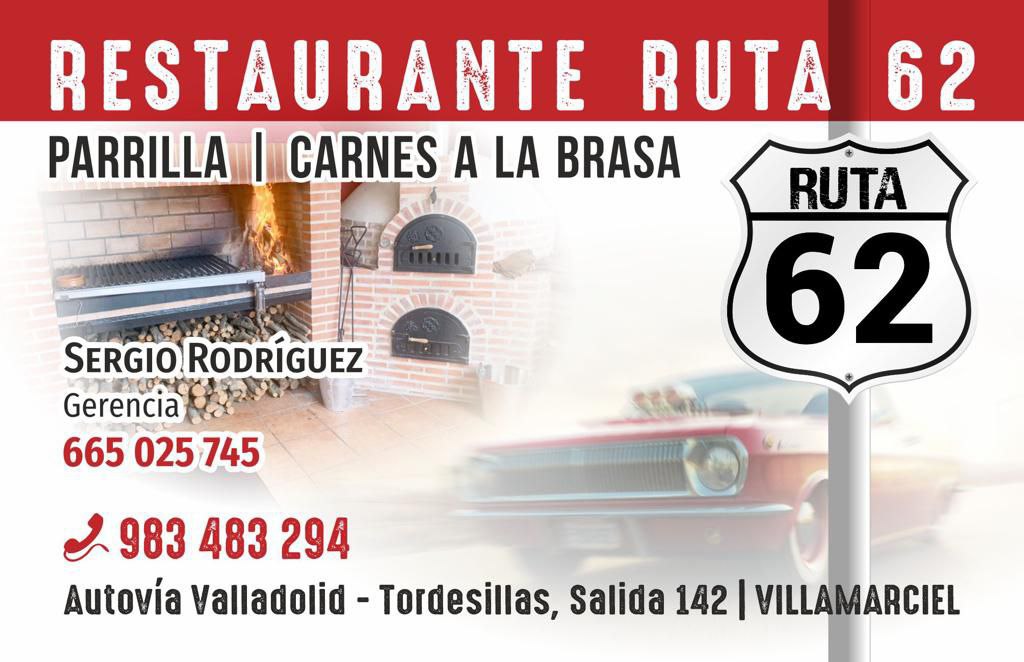 RESTAURANTE RUTA 62
PARRILLA | CARNES A LA BRASA
RUTA
62
SERGIO RODRÍGUEZ
Gerencia
665 025 745
983 483 294
Autovía Valladolid - Tordesillas, Salida 142 | VILLAMARCIEL